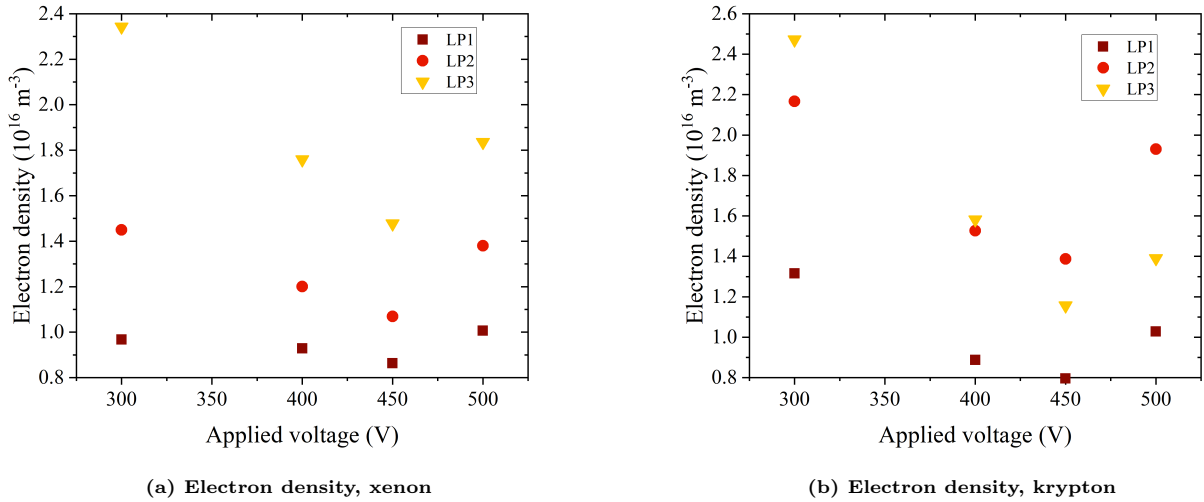 2.4
2.2
2.0
1.8
1.6
1.4
1.2
1.0
0.8
Electron density (10^16 m^-3)
LP1
LP2
LP3
300 350 400 450 500
Applied voltage (V)
(a) Electron density, xenon
2.6
2.4
2.2
2.0
1.8
1.6
1.4
1.2
1.0
0.8
Electron density (10^16 m^-3)
LP1
LP2
LP3
300 350 400 450 500
Applied voltage (V)
(b) Electron density, krypton